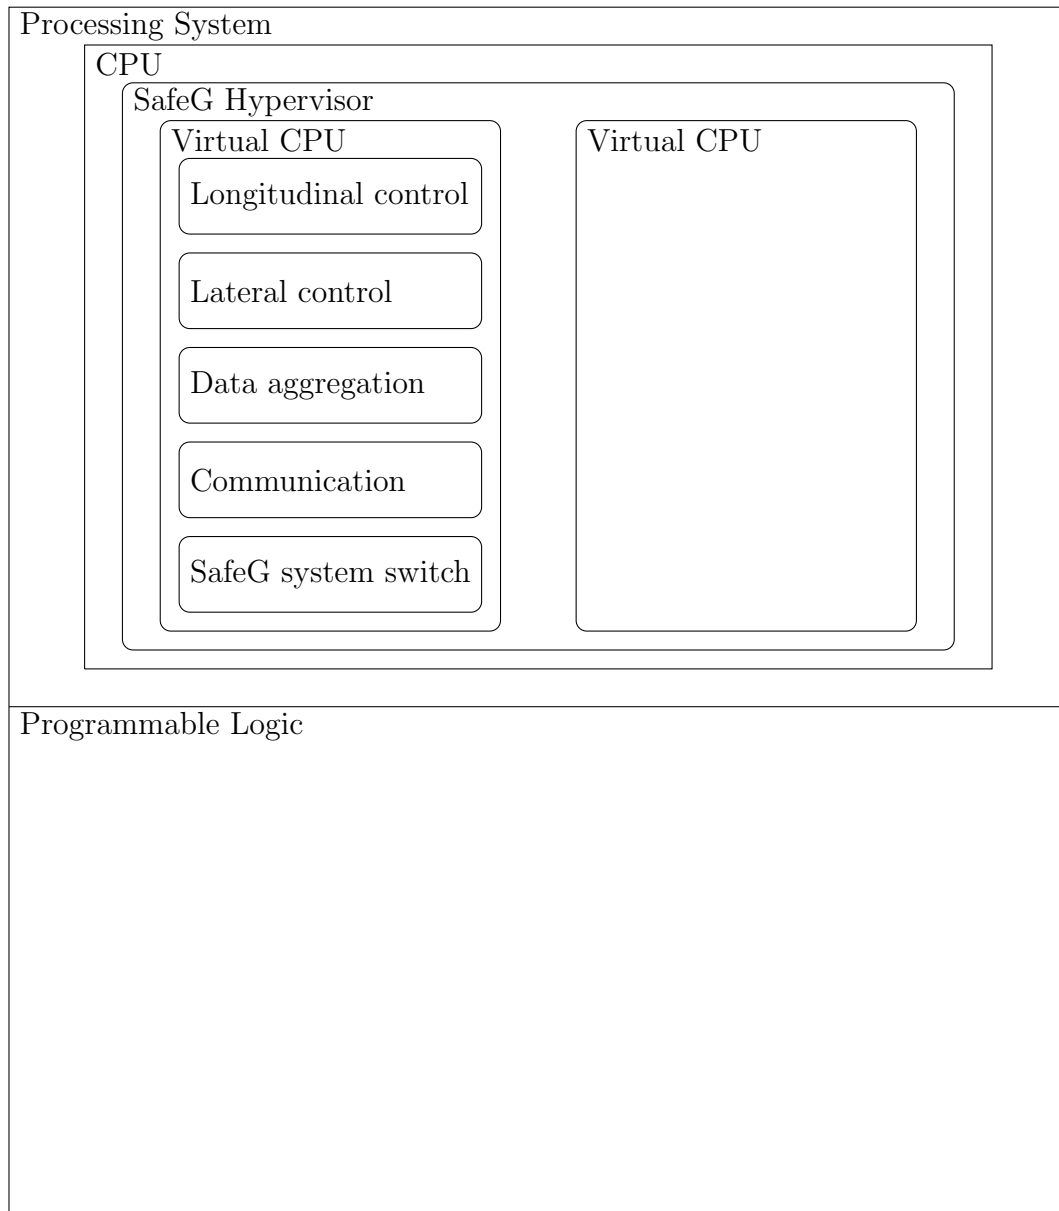 Processing System
CPU
SafeG Hypervisor
Virtual CPU
Longitudinal control
Lateral control
Data aggregation
Communication
SafeG system switch
Virtual CPU
Programmable Logic